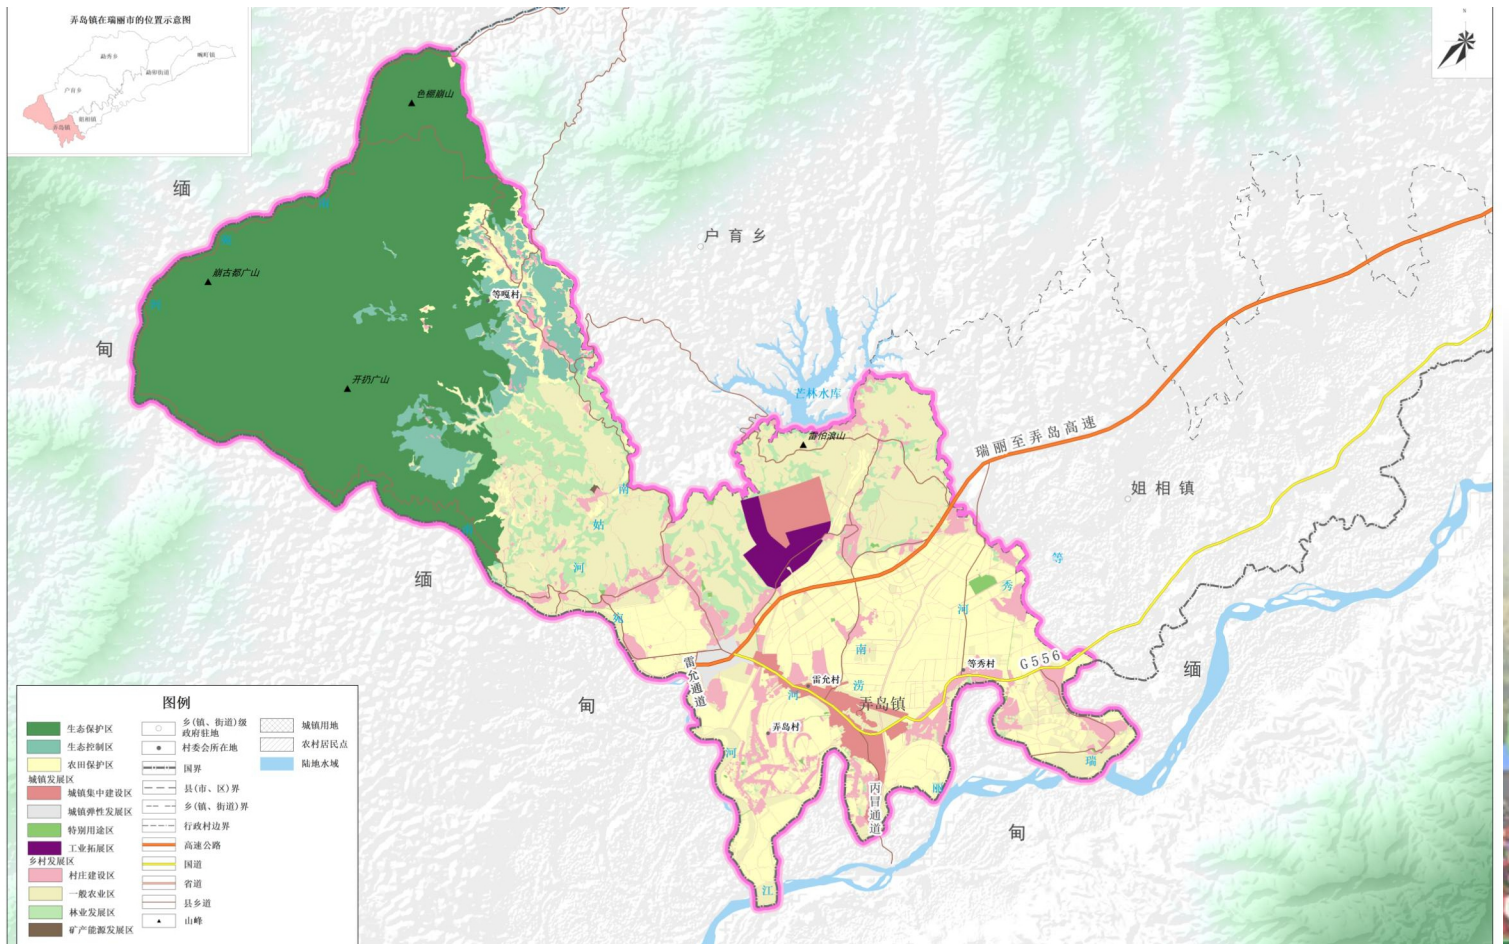 弄岛镇在瑞丽市的位置示意图
勐秀乡
畹町镇
勐卯街道
户育乡
姐相镇
弄岛镇
N
色棚崩山
缅
户育乡
崩古都广山
等嘎村
甸
开扔广山
芒林水库
雷怕浪山
瑞丽至弄岛高速
姐相镇
南
姑
河
缅
等
秀
河
南
涝
河
宛
河
雷允通道
G556
等秀村
雷允村
弄岛镇
弄岛村
甸
缅
瑞
丽
江
丙冒通道
甸
图例
生态保护区
生态控制区
农田保护区
城镇发展区
城镇集中建设区
城镇弹性发展区
特别用途区
工业拓展区
乡村发展区
村庄建设区
一般农业区
林业发展区
矿产能源发展区
乡(镇、街道)级
政府驻地
村委会所在地
国界
县(市、区)界
乡(镇、街道)界
行政村边界
高速公路
国道
省道
县乡道
山峰
城镇用地
农村居民点
陆地水域